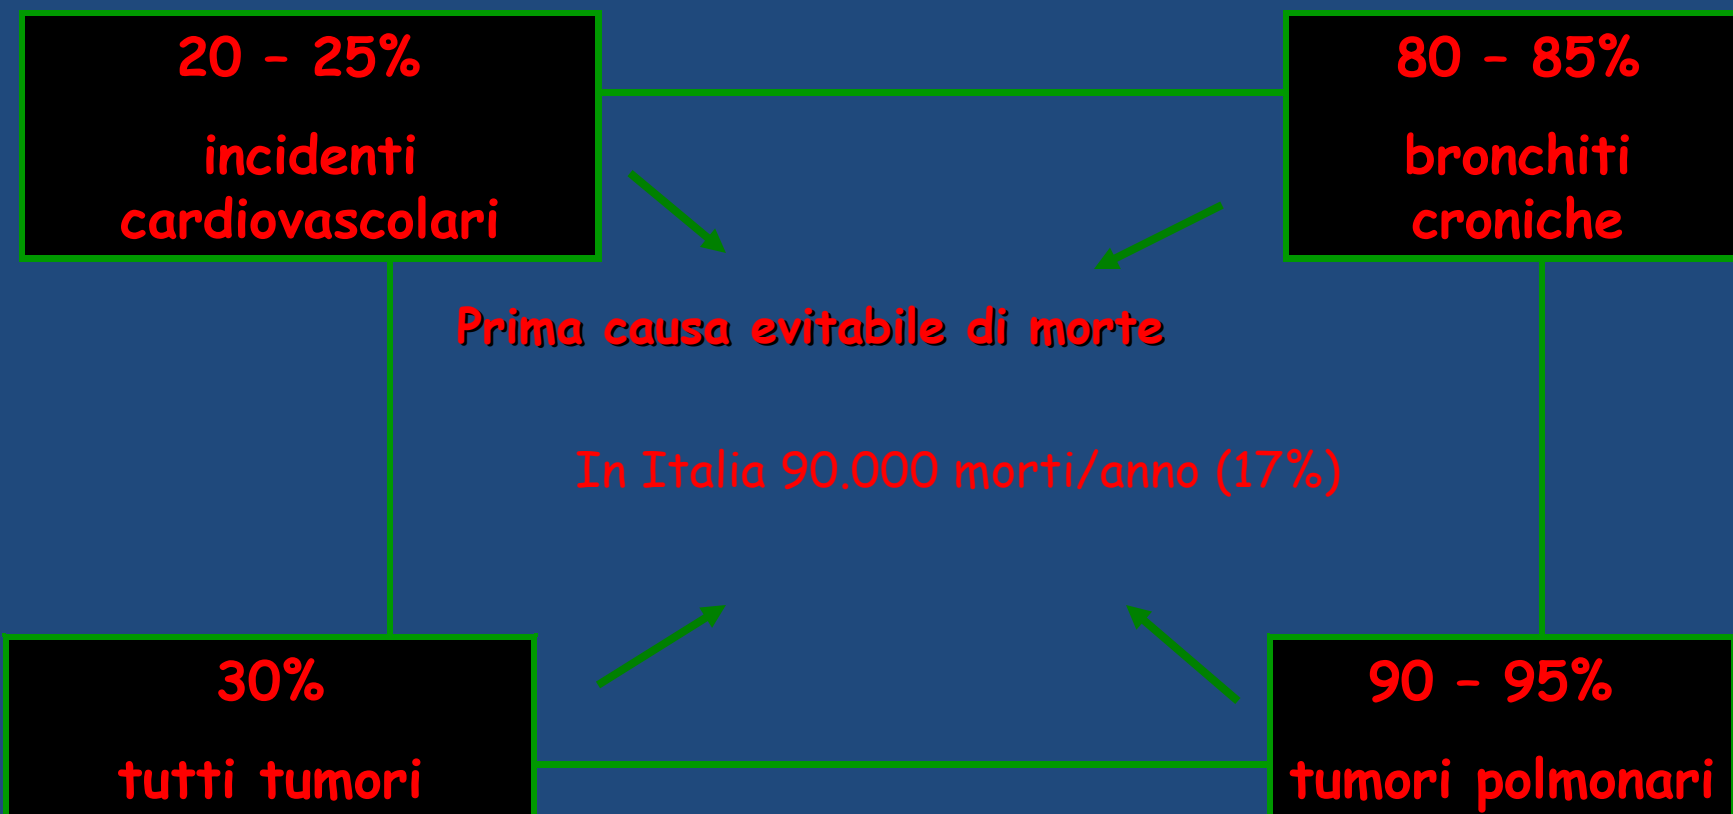 20 – 25%
incidenti
cardiovascolari
80 – 85%
bronchiti
croniche
Prima causa evitabile di morte
In Italia 90.000 morti/anno (17%)
30%
tutti tumori
90 – 95%
tumori polmonari